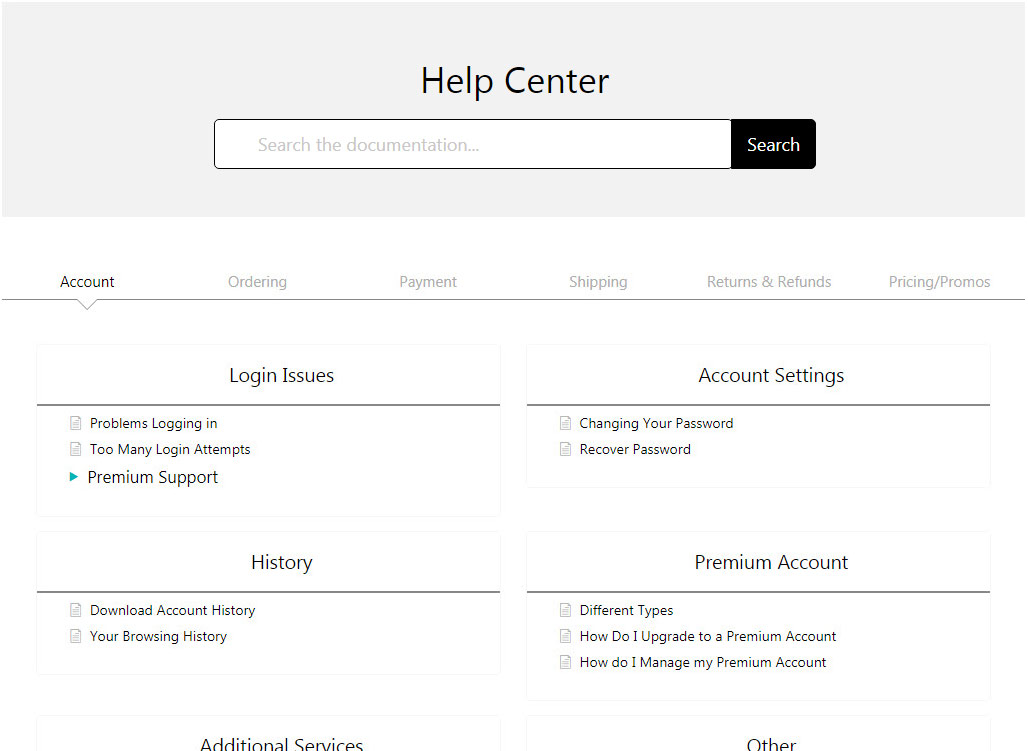 Help Center
Search the documentation...
Search
Account
Ordering
Payment
Shipping
Returns & Refunds
Pricing/Promos
Login Issues
Problems Logging in
Too Many Login Attempts
Premium Support
Account Settings
Changing Your Password
Recover Password
History
Download Account History
Your Browsing History
Premium Account
Different Types
How Do I Upgrade to a Premium Account
How do I Manage my Premium Account
Additional Services
Other